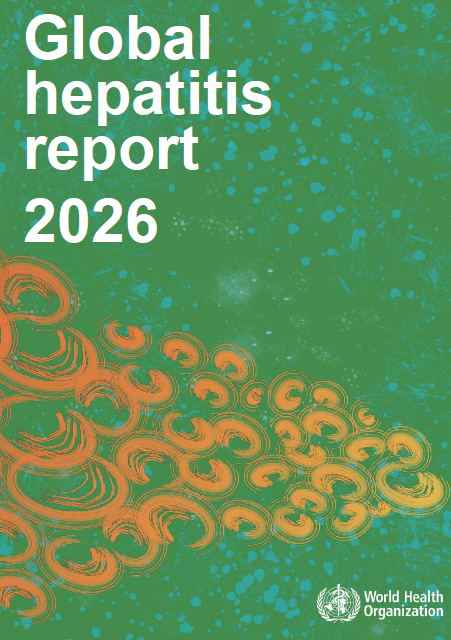 Global
hepatitis
report
2026
World Health
Organization